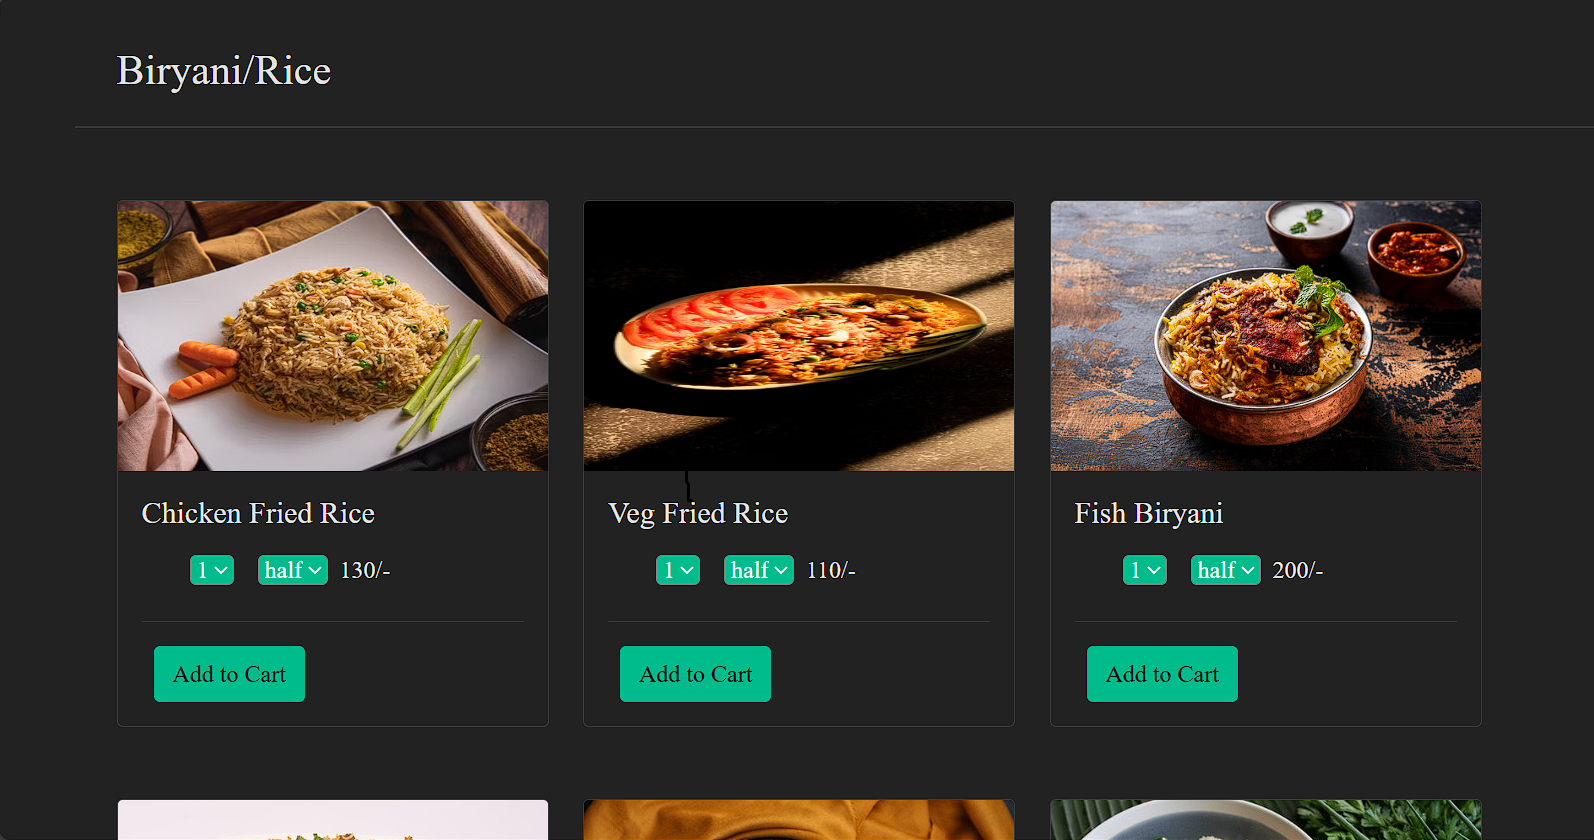 Biryani/Rice
Chicken Fried Rice
1 half 130/-
Add to Cart
Veg Fried Rice
1 half 110/-
Add to Cart
Fish Biryani
1 half 200/-
Add to Cart